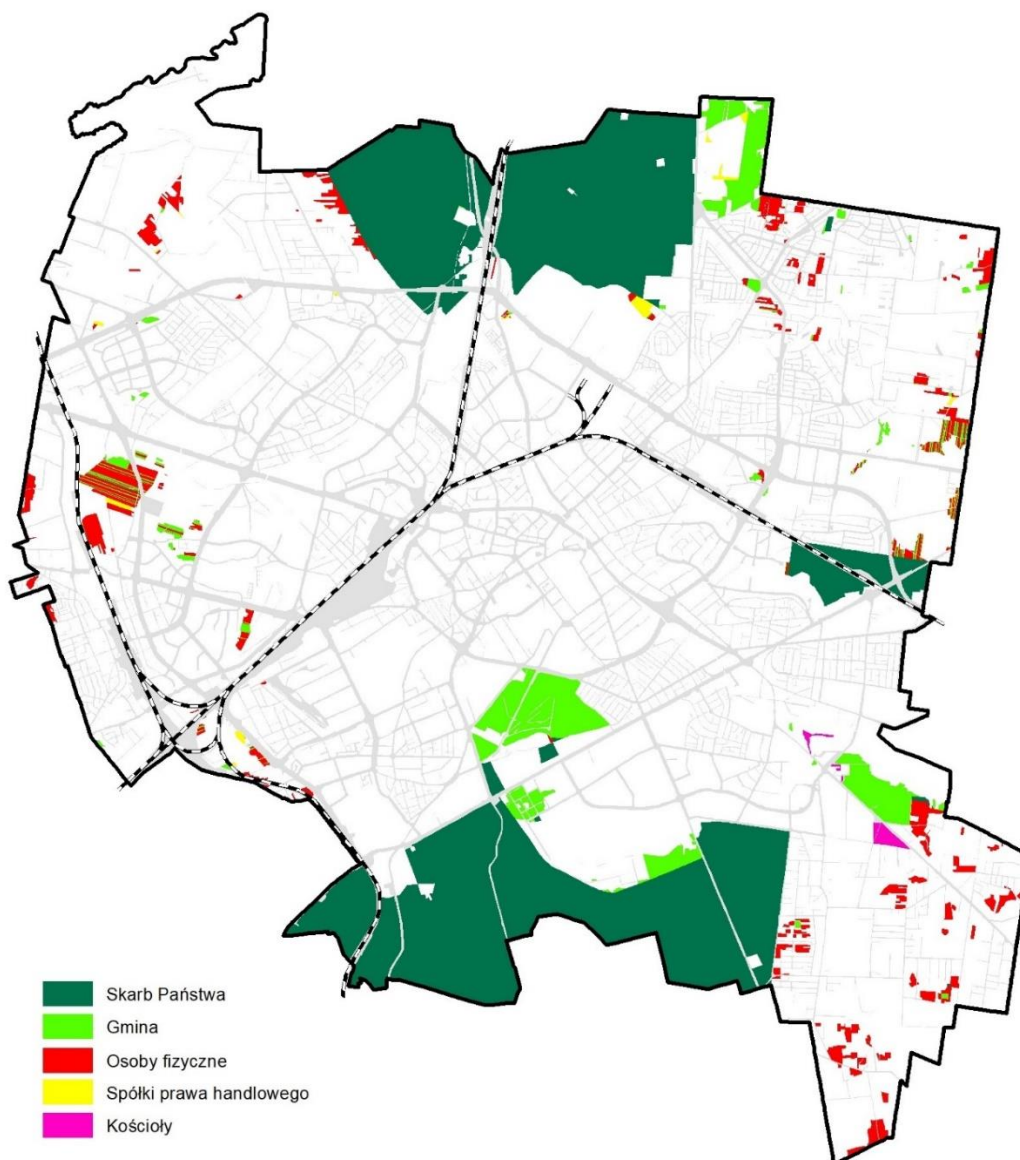 Skarb Państwa
Gmina
Osoby fizyczne
Spółki prawa handlowego
Kościoły